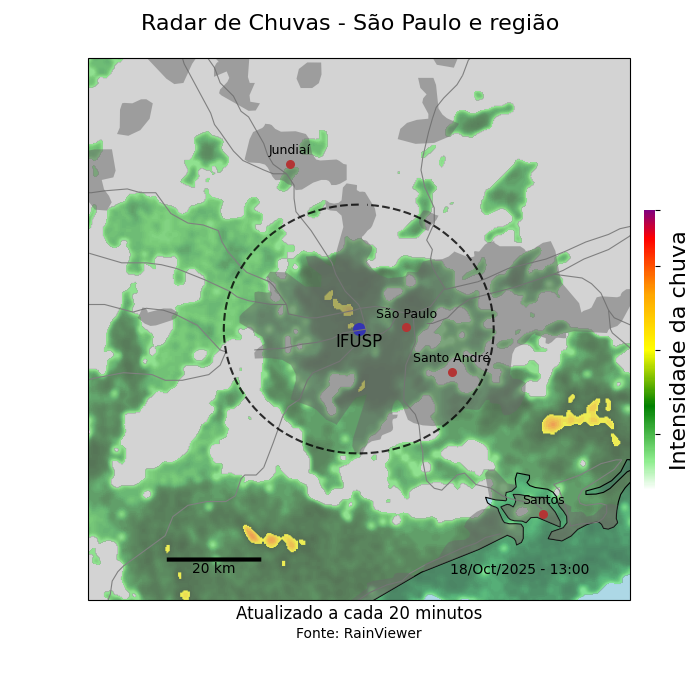 Radar de Chuvas - São Paulo e região
Jundiaí
São Paulo
IFUSP
Santo André
Intensidade da chuva
Santos
20 km
18/Oct/2025 - 13:00
Atualizado a cada 20 minutos
Fonte: RainViewer